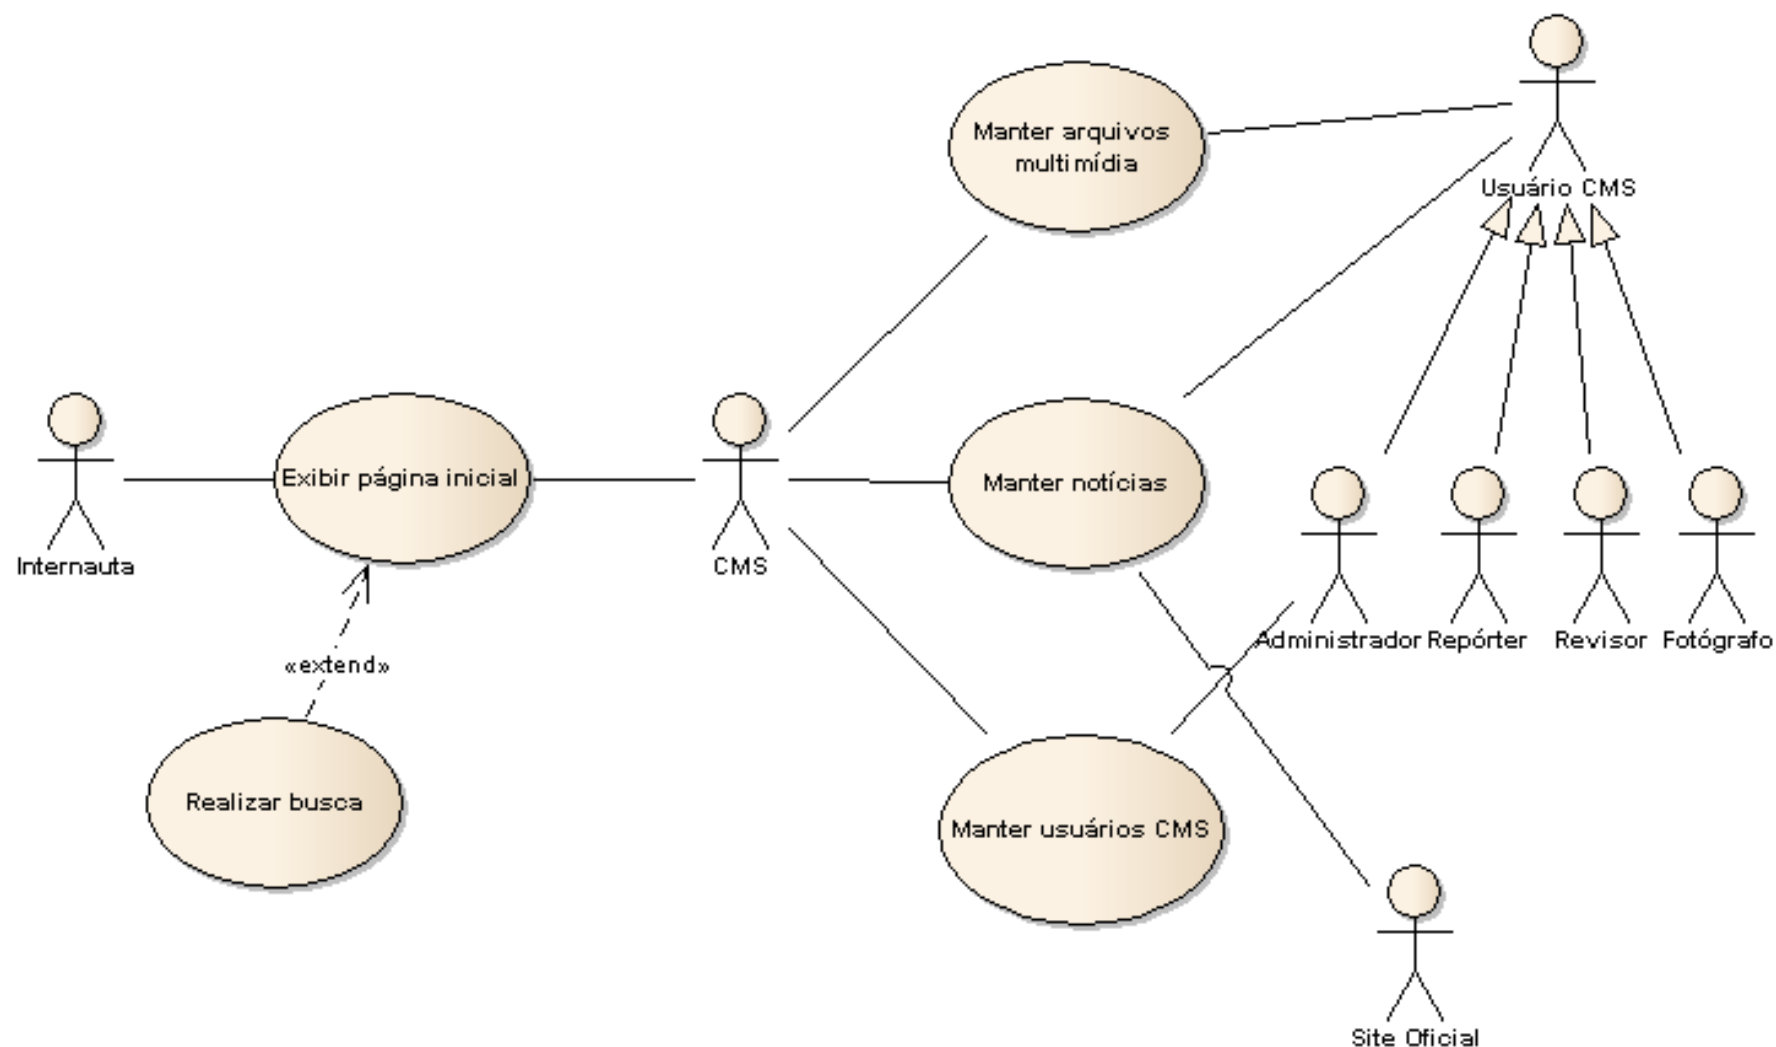 Manter arquivos
multimídia
Usuário CMS
Exibir página inicial
Manter notícias
Internauta
CMS
Administrador
Repórter
Revisor
Fotógrafo
«extend»
Realizar busca
Manter usuários CMS
Site Oficial